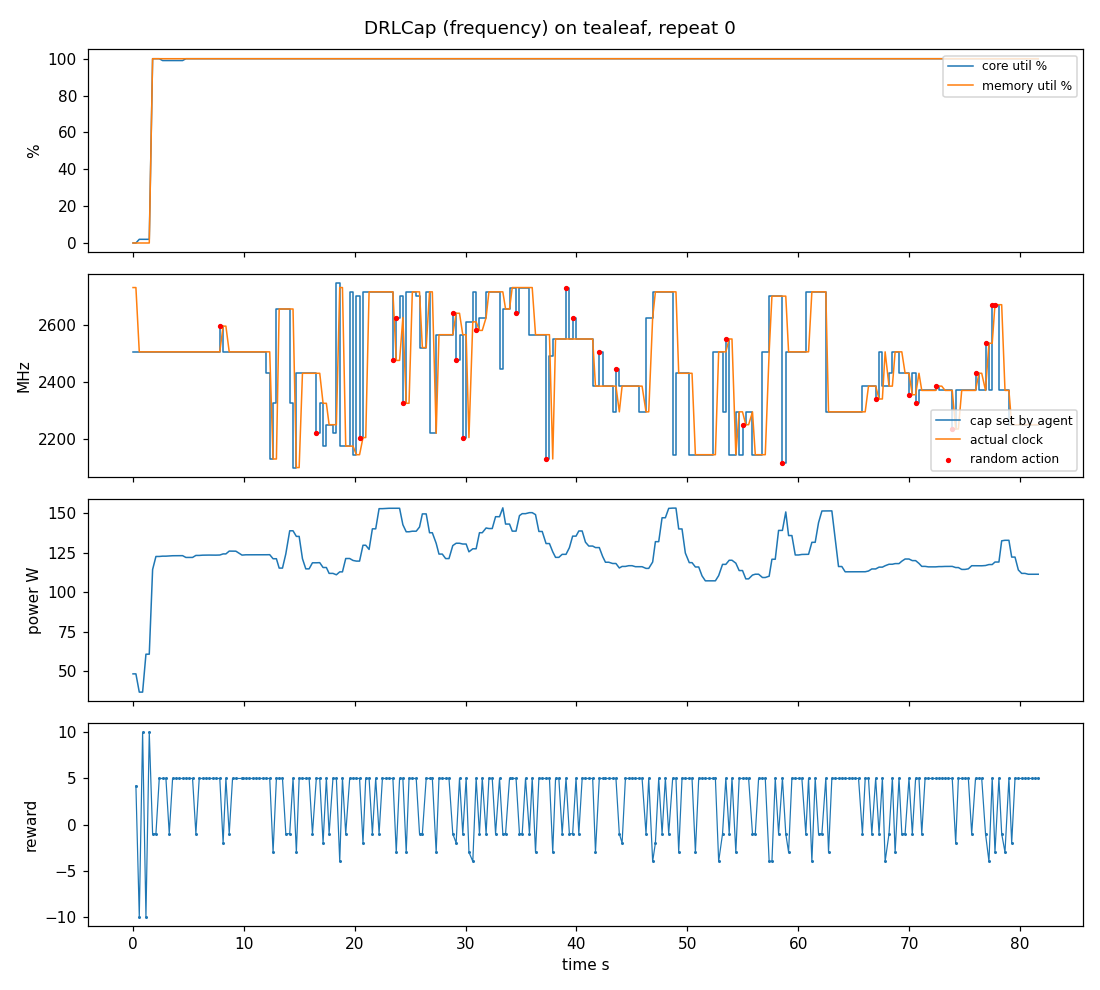 DRLCap (frequency) on tealeaf, repeat 0
100
80
60
40
20
0
%
core util %
memory util %
2600
2400
2200
MHz
cap set by agent
actual clock
random action
150
125
100
75
50
power W
10
5
0
−5
−10
reward
0 10 20 30 40 50 60 70 80
time s